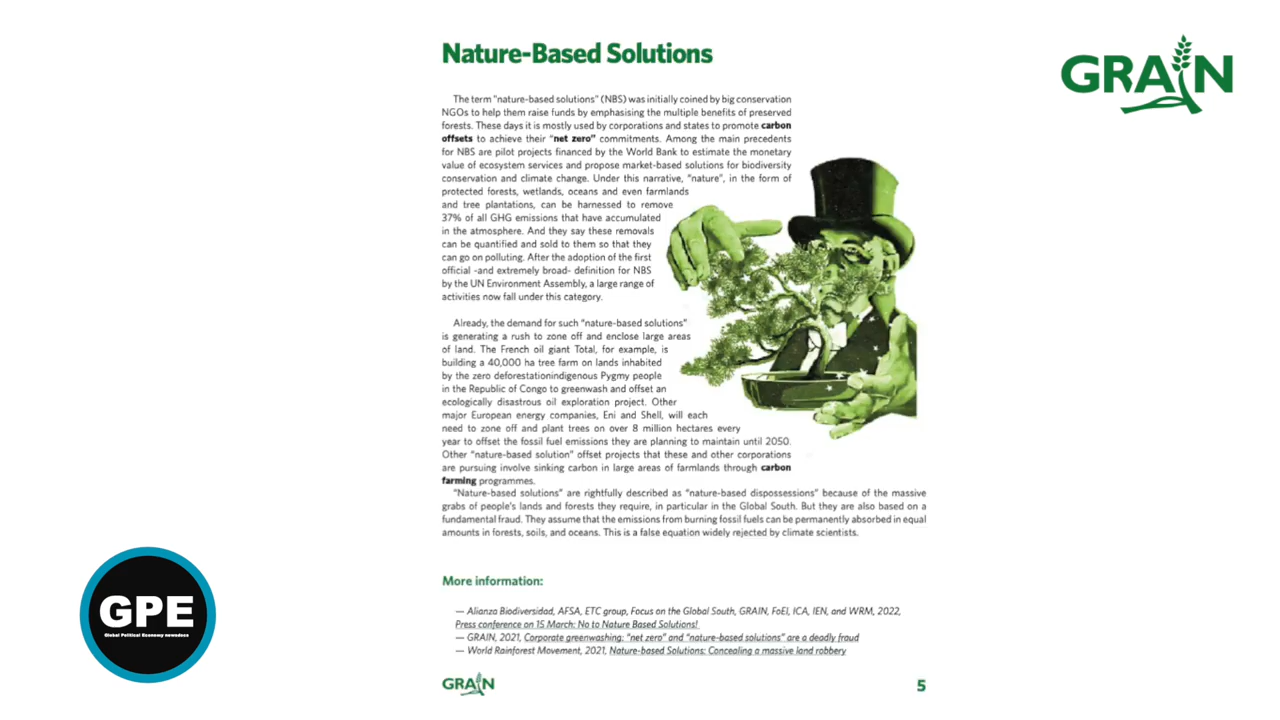 Nature-Based Solutions
GRAIN
The term "nature-based solutions" (NBS) was initially coined by big conservation
NGOs to help them raise funds by emphasising the multiple benefits of preserved
forests. These days it is mostly used by corporations and states to promote carbon
offsets to achieve their "net zero" commitments. Among the main precedents
for NBS are pilot projects financed by the World Bank to estimate the monetary
value of ecosystem services and propose market-based solutions for biodiversity
conservation and climate change. Under this narrative, "nature", in the form of
protected forests, wetlands, oceans and even farmlands
and tree plantations, can be harnessed to remove
37% of all GHG emissions that have accumulated
in the atmosphere. And they say these removals
can be quantified and sold to them so that they
can go on polluting. After the adoption of the first
official -and extremely broad- definition for NBS
by the UN Environment Assembly, a large range of
activities now fall under this category.
Already, the demand for such "nature-based solutions"
is generating a rush to zone off and enclose large areas
of land. The French oil giant Total, for example, is
building a 40,000 ha tree farm on lands inhabited
by the zero deforestationindigenous Pygmy people
in the Republic of Congo to greenwash and offset an
ecologically disastrous oil exploration project. Other
major European energy companies, Eni and Shell, will each
need to zone off and plant trees on over 8 million hectares every
year to offset the fossil fuel emissions they are planning to maintain until 2050.
Other "nature-based solution" offset projects that these and other corporations
are pursuing involve sinking carbon in large areas of farmlands through carbon
farming programmes.
"Nature-based solutions" are rightfully described as "nature-based dispossessions" because of the massive
grabs of people's lands and forests they require, in particular in the Global South. But they are also based on a
fundamental fraud. They assume that the emissions from burning fossil fuels can be permanently absorbed in equal
amounts in forests, soils, and oceans. This is a false equation widely rejected by climate scientists.
More information:
— Alianza Biodiversidad, AFSA, ETC group, Focus on the Global South, GRAIN, FoEI, ICA, IEN, and WRM, 2022,
Press conference on 15 March: No to Nature Based Solutions!
— GRAIN, 2021, Corporate greenwashing: "net zero" and "nature-based solutions" are a deadly fraud
— World Rainforest Movement, 2021, Nature-based Solutions: Concealing a massive land robbery
GRAIN
5
GPE
Global Political Economy newsdocs